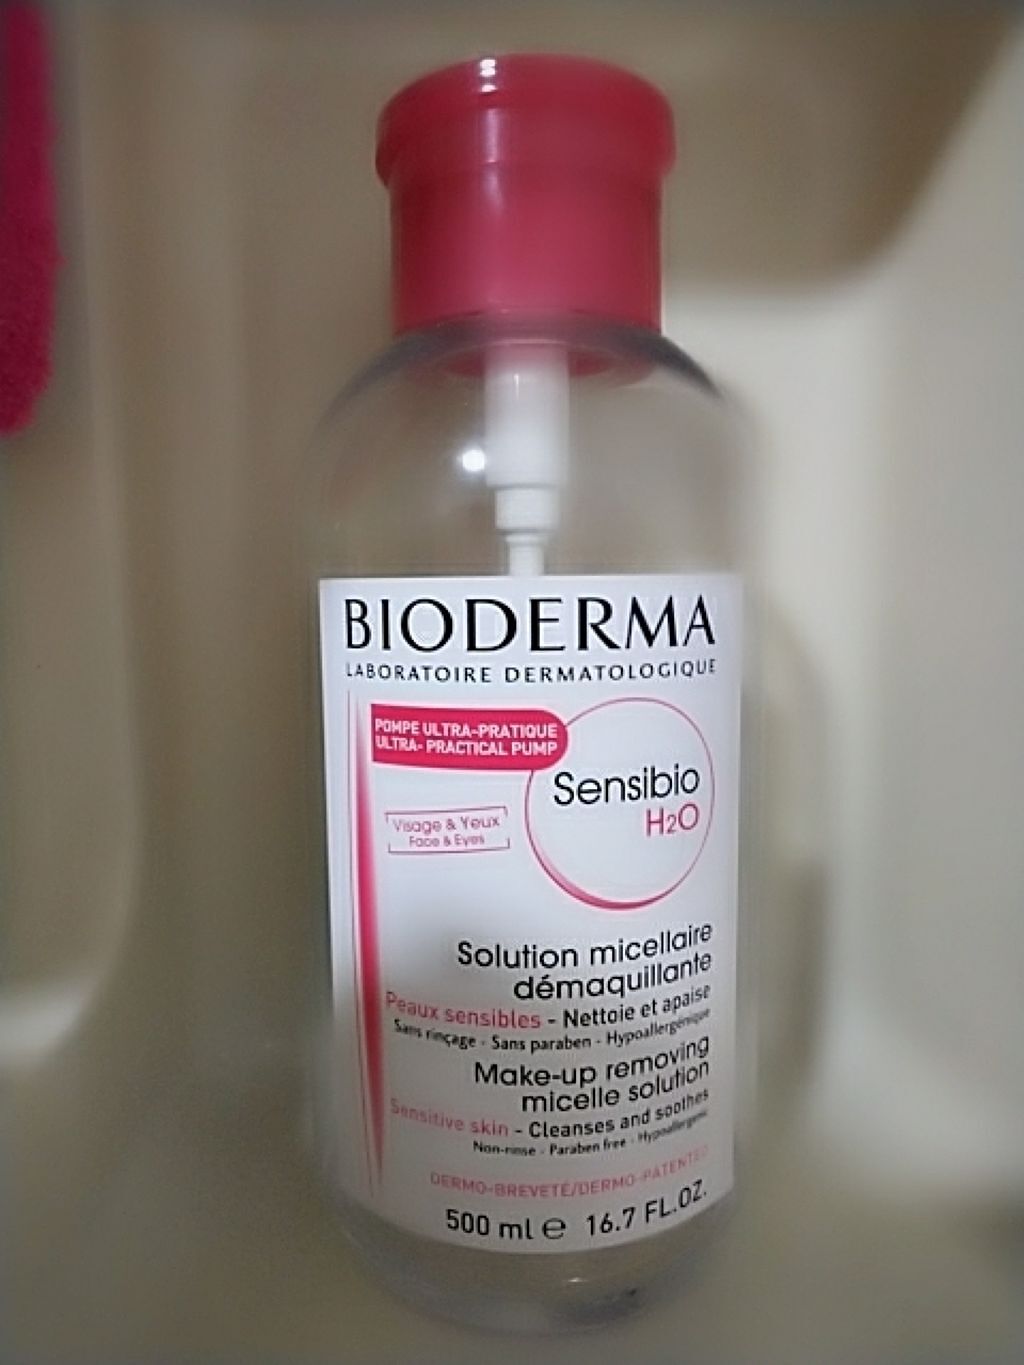 BIODERMA
LABORATOIRE DERMATOLOGIQUE
POMPE ULTRA-PRATIQUE
ULTRA- PRACTICAL PUMP
Sensibio
H2O
Visage & Yeux
Face & Eyes
Solution micellaire
démaquillante
Peaux sensibles - Nettoie et apaise
Sans rinçage - Sans paraben - Hypoallergénique
Make-up removing
micelle solution
Sensitive skin - Cleanses and soothes
Non-rinse - Paraben free - Hypoallergenic
DERMO-BREVETÉ/DERMO-PATENTED
500 ml e 16.7 FL.OZ.